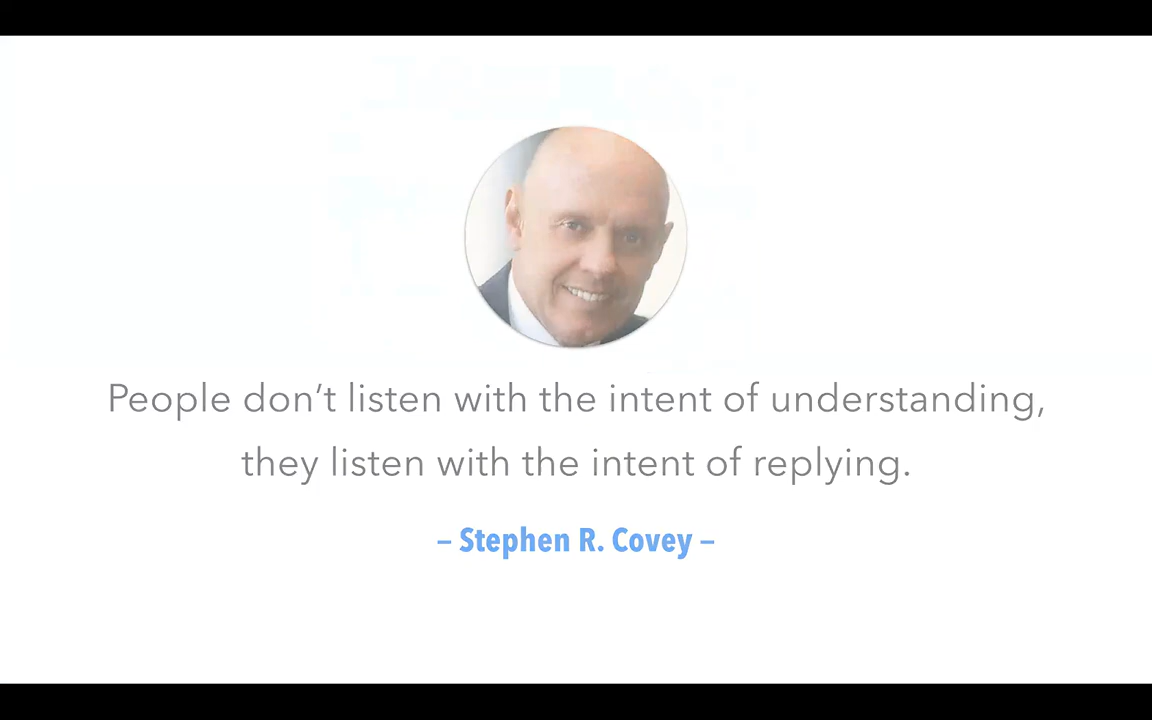 People don’t listen with the intent of understanding,
they listen with the intent of replying.
– Stephen R. Covey –